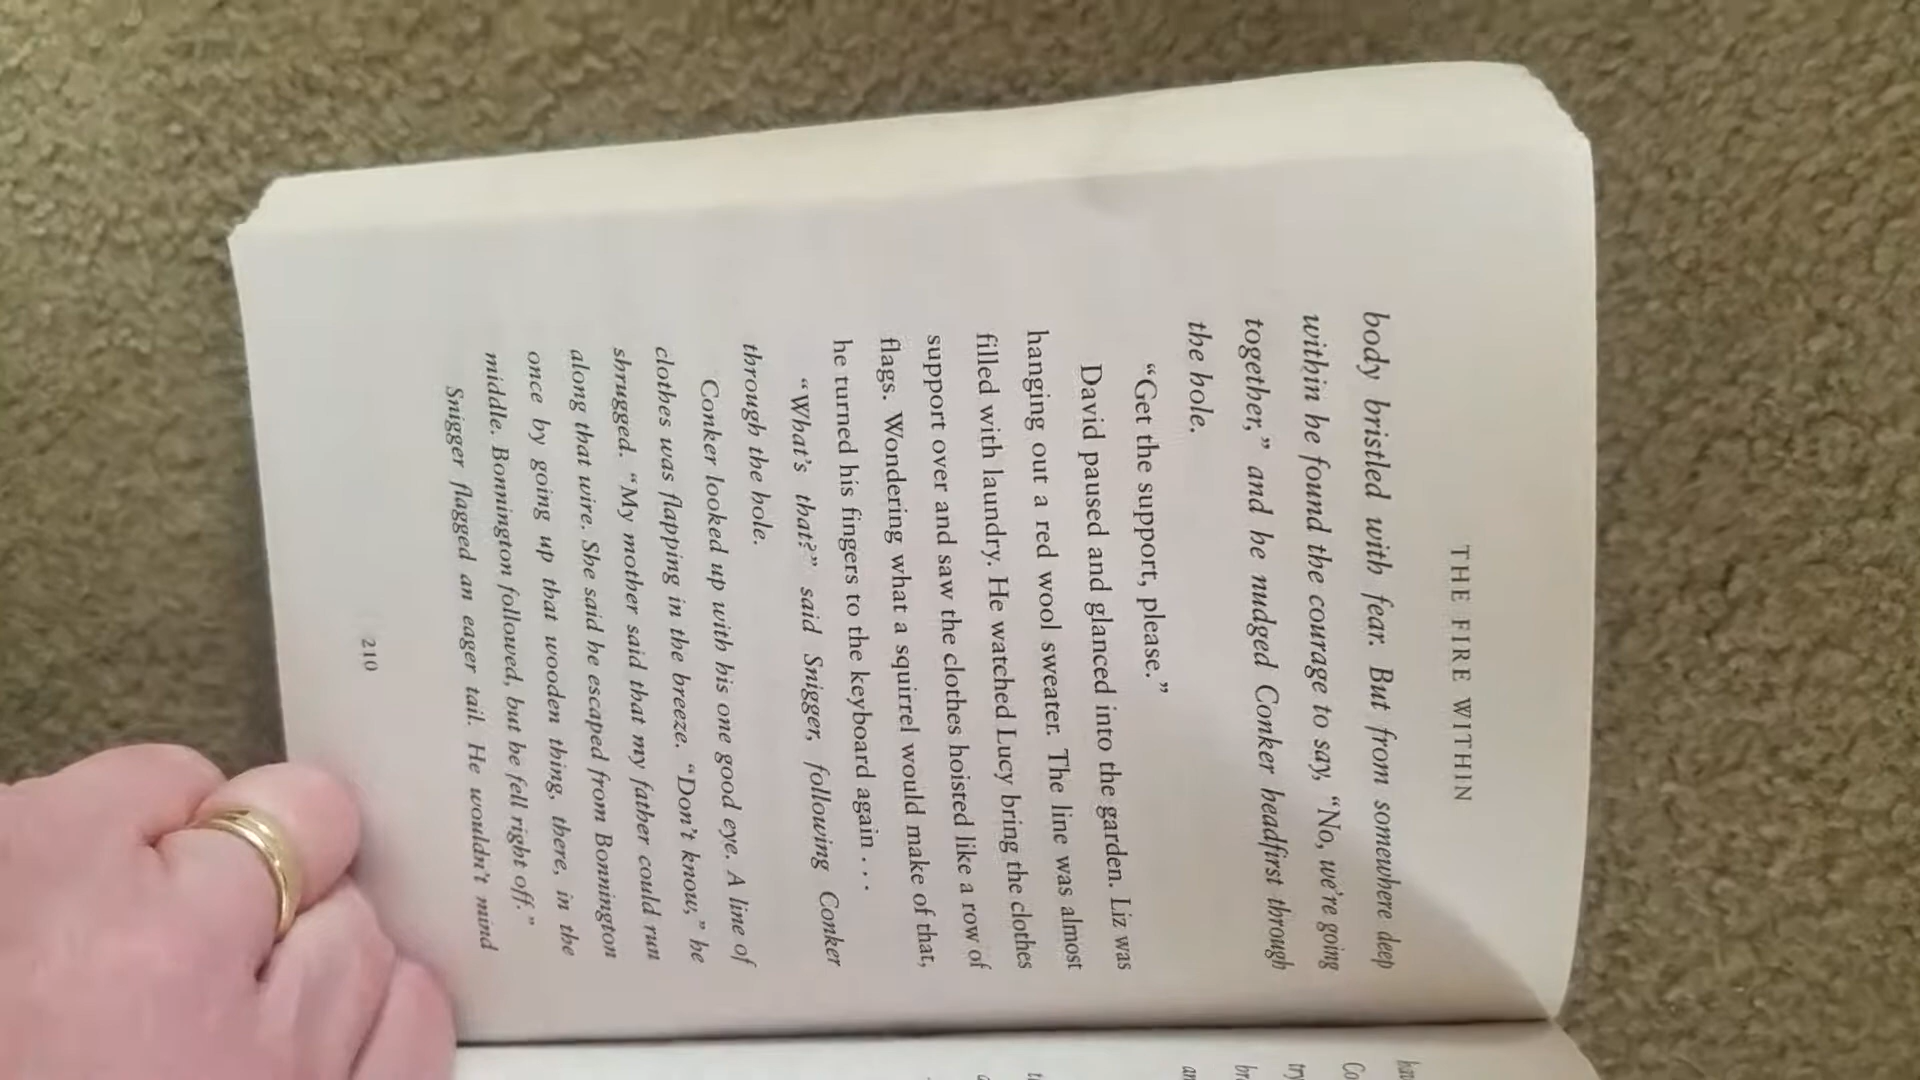 THE FIRE WITHIN
body bristled with fear. But from somewhere deep
within he found the courage to say, “No, we’re going
together,” and he nudged Conker headfirst through
the hole.
“Get the support, please.”
David paused and glanced into the garden. Liz was
hanging out a red wool sweater. The line was almost
filled with laundry. He watched Lucy bring the clothes
support over and saw the clothes hoisted like a row of
flags. Wondering what a squirrel would make of that,
he turned his fingers to the keyboard again . . .
“What’s that?” said Snigger, following Conker
through the hole.
Conker looked up with his one good eye. A line of
clothes was flapping in the breeze. “Don’t know,” he
shrugged. “My mother said that my father could run
along that wire. She said he escaped from Bonnington
once by going up that wooden thing, there, in the
middle. Bonnington followed, but he fell right off.”
Snigger flagged an eager tail. He wouldn’t mind
210